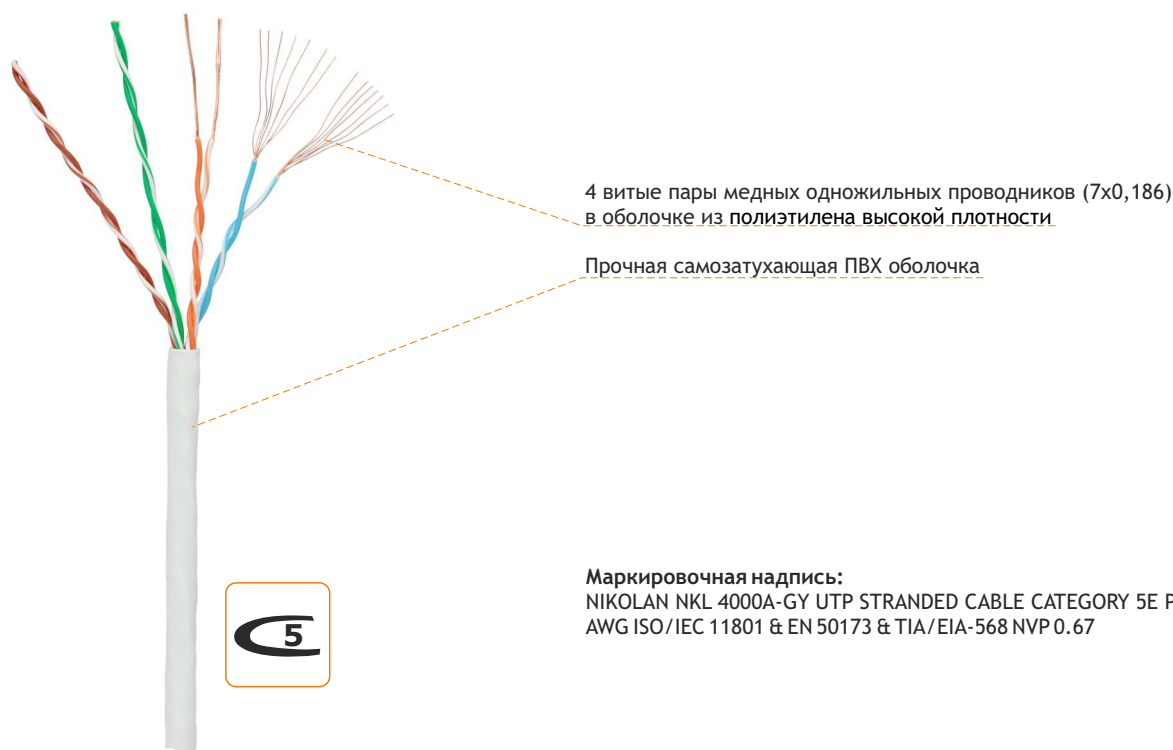 4 витые пары медных одножильных проводников (7x0,186)
в оболочке из полиэтилена высокой плотности
Прочная самозатухающая ПВХ оболочка
5
Маркировочная надпись:
NIKOLAN NKL 4000A-GY UTP STRANDED CABLE CATEGORY 5E P
AWG ISO/IEC 11801 & EN 50173 & TIA/EIA-568 NVP 0.67